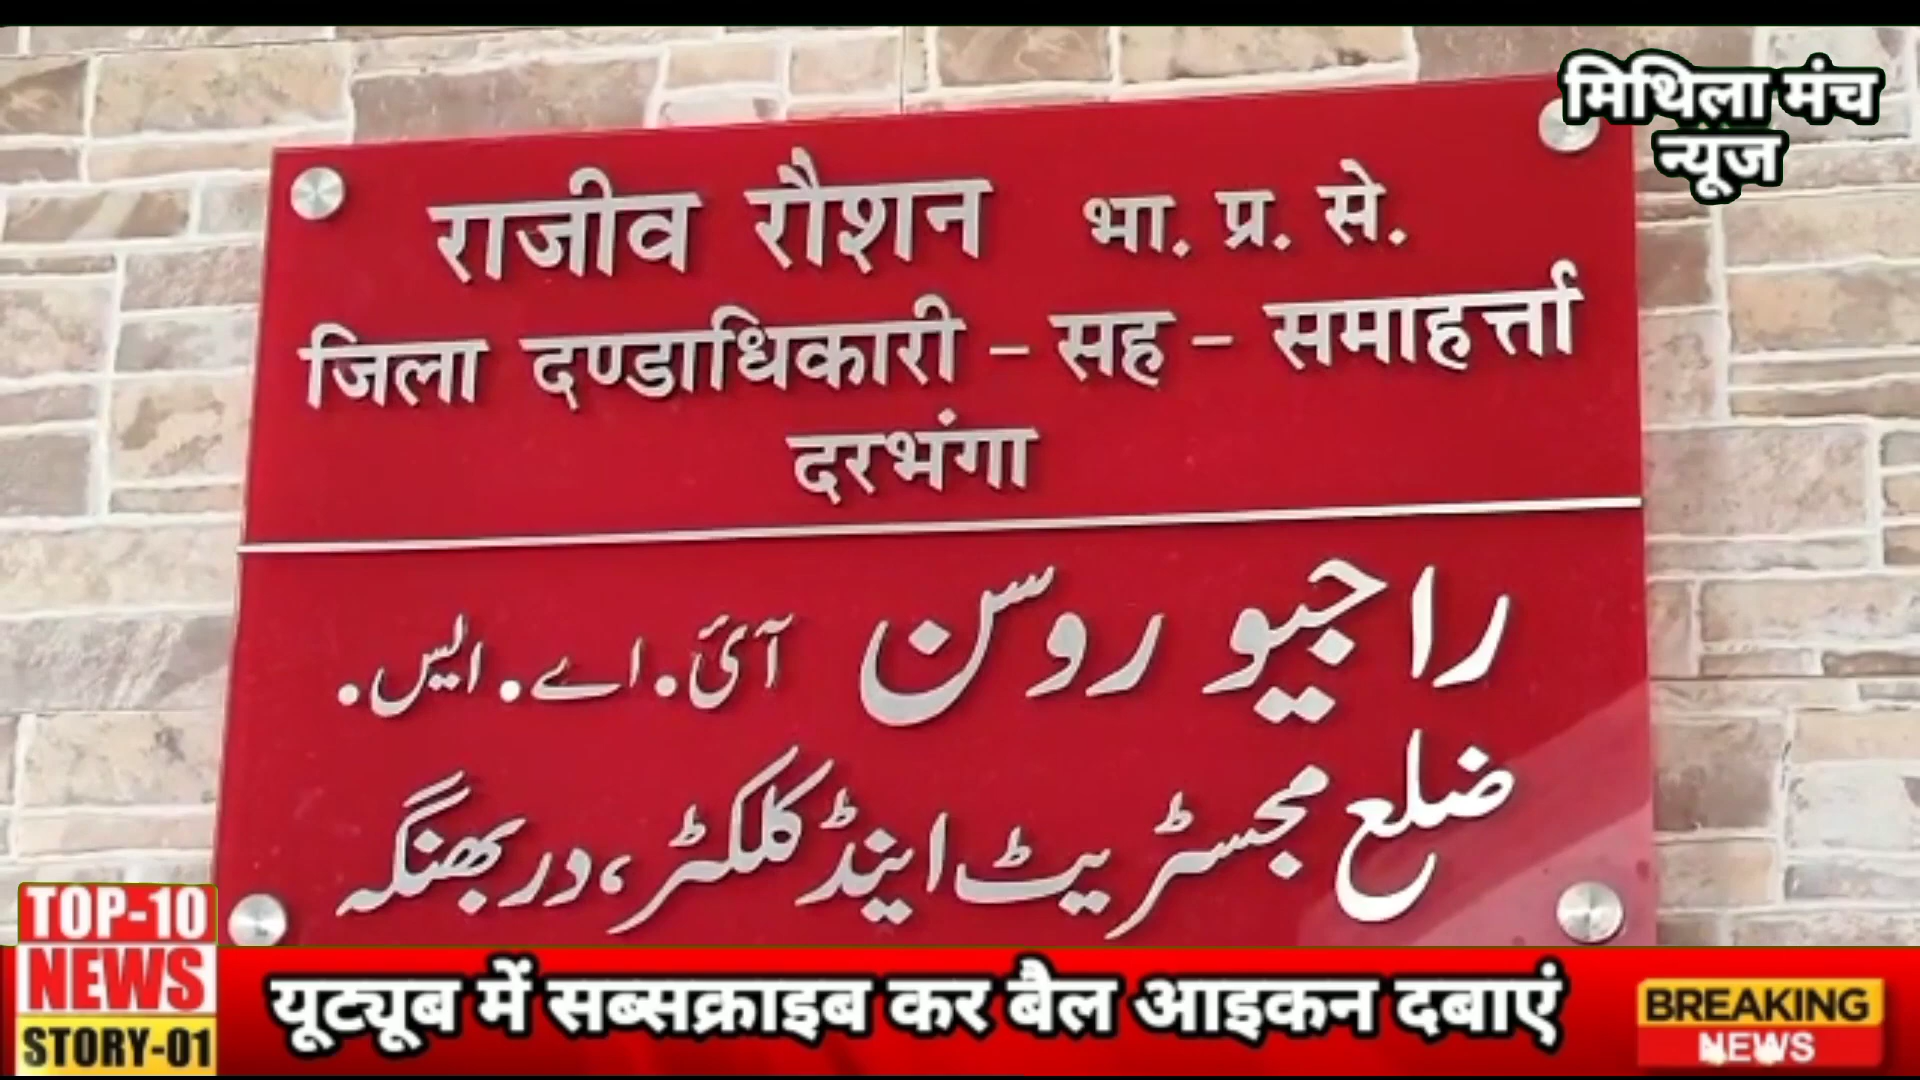 मिथिला मंच
न्यूज
राजीव रौशन भा. प्र. से.
जिला दण्डाधिकारी - सह - समाहर्त्ता
दरभंगा
راجیو روسن آئ. اے. ایس.
ضلع مجسٹریٹ اینڈ کلکٹر، دربھنگہ
TOP-10
NEWS
STORY-01
यूट्यूब में सब्सक्राइब कर बैल आइकन दबाएं
BREAKING
NEWS